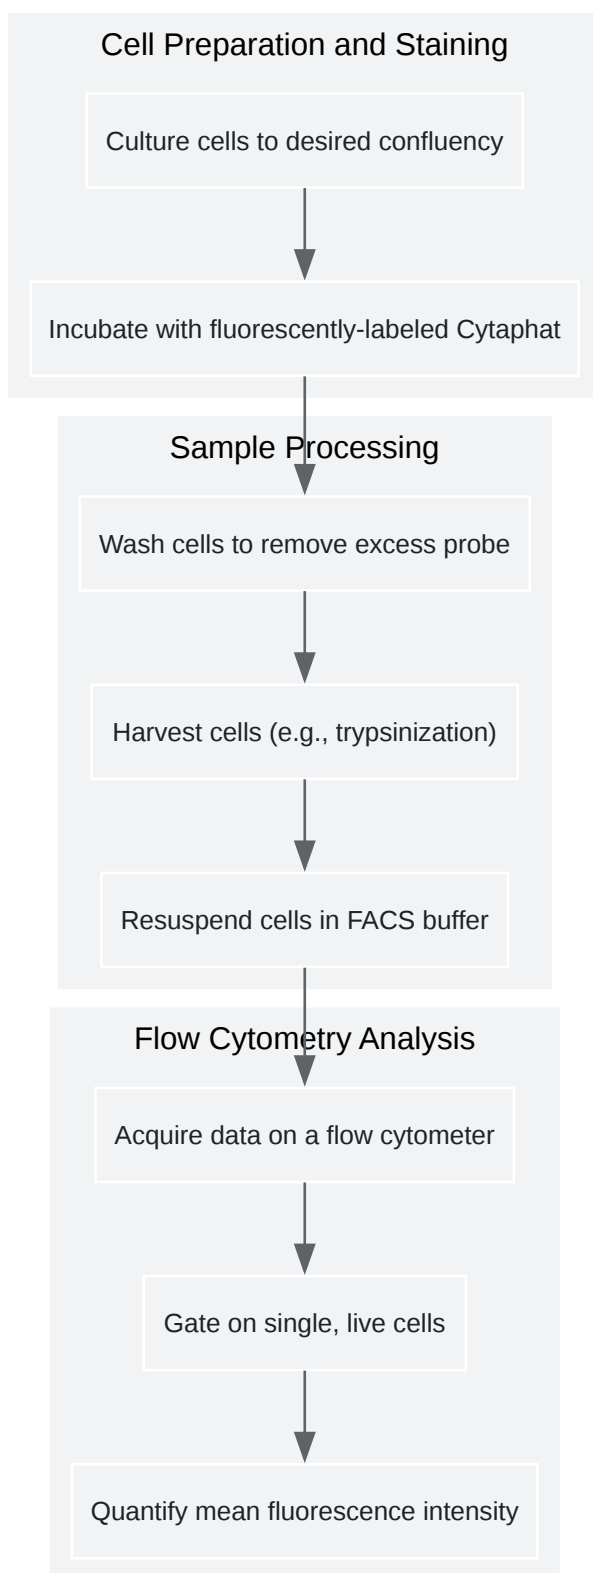 Cell Preparation and Staining
Culture cells to desired confluency
Incubate with fluorescently-labeled Cytaphat
Sample Processing
Wash cells to remove excess probe
Harvest cells (e.g., trypsinization)
Resuspend cells in FACS buffer
Flow Cytometry Analysis
Acquire data on a flow cytometer
Gate on single, live cells
Quantify mean fluorescence intensity